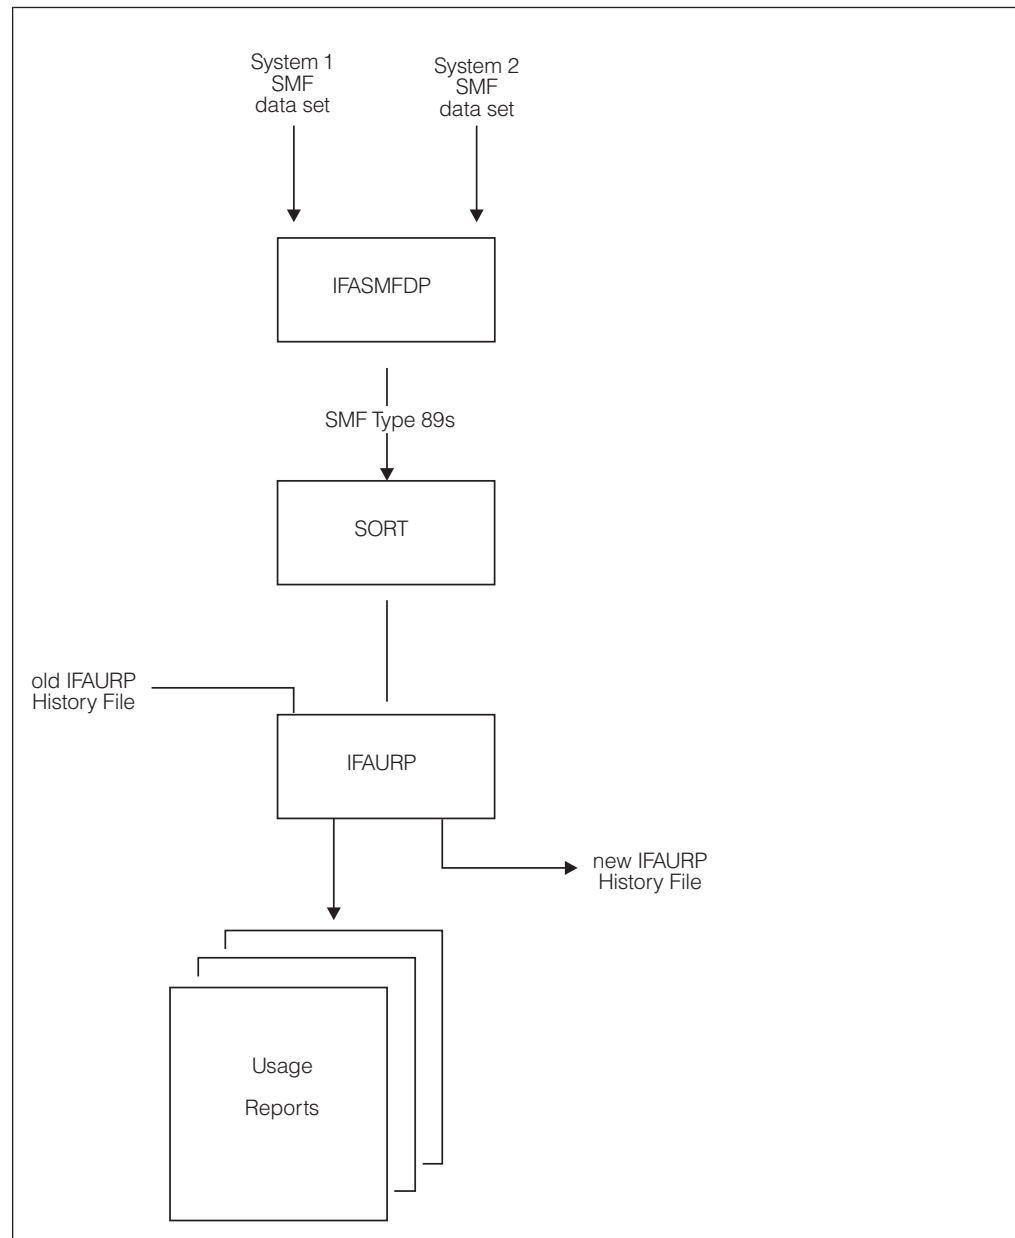 System 1
SMF
data set
System 2
SMF
data set
IFASMFDP
SMF Type 89s
SORT
old IFAURP
History File
IFAURP
new IFAURP
History File
Usage
Reports